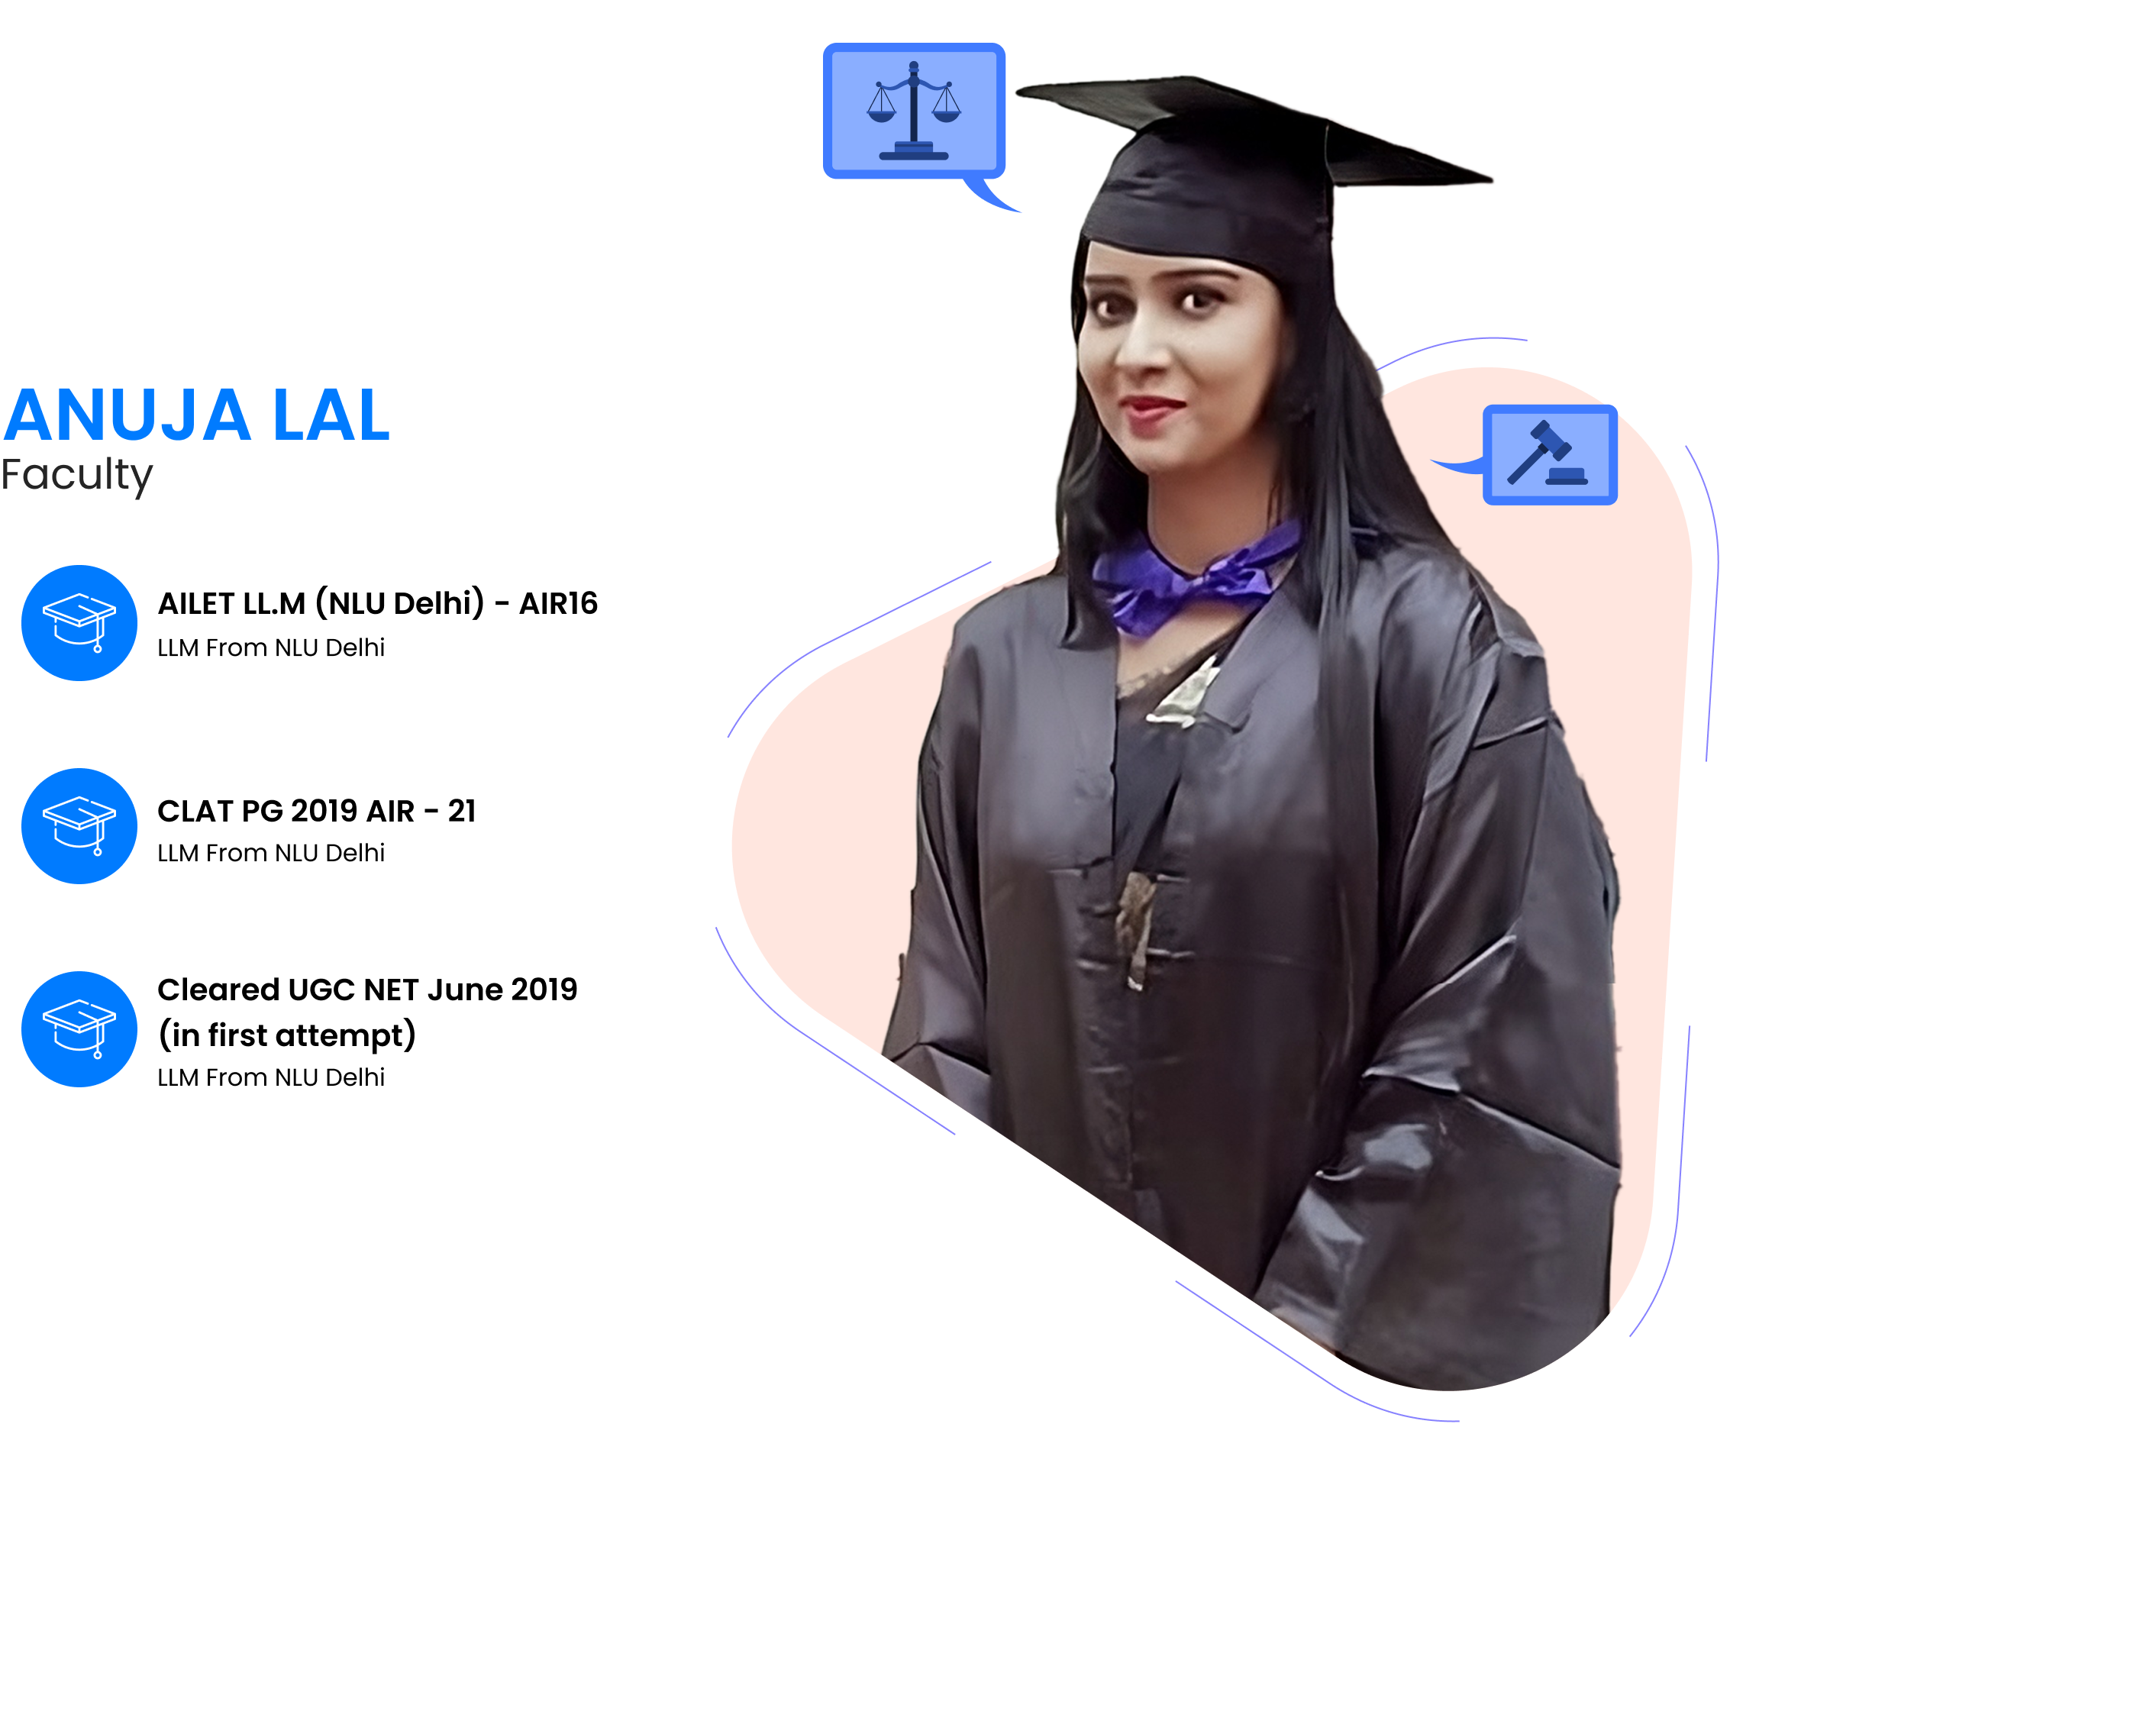 ANUJA LAL
Faculty
AILET LL.M (NLU Delhi) - AIR16
LLM From NLU Delhi
CLAT PG 2019 AIR - 21
LLM From NLU Delhi
Cleared UGC NET June 2019
(in first attempt)
LLM From NLU Delhi